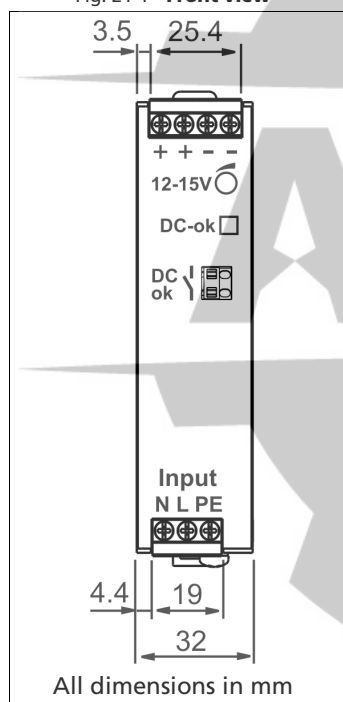 3.5 25.4
+ + – –
12-15V
DC-ok
DC
ok
Input
N L PE
4.4 19
32
All dimensions in mm